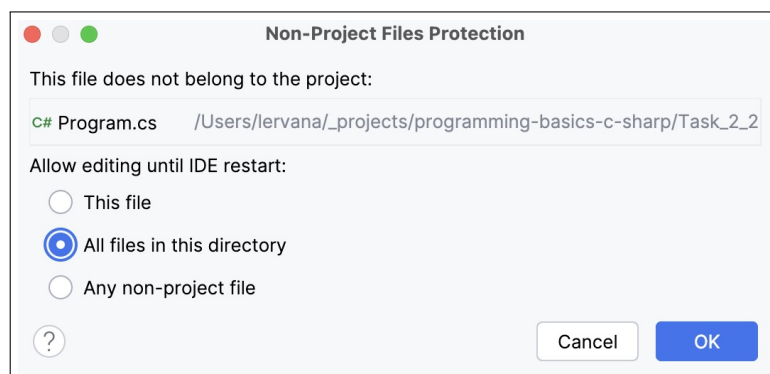 Non-Project Files Protection
This file does not belong to the project:
C# Program.cs /Users/lervana/_projects/programming-basics-c-sharp/Task_2_2
Allow editing until IDE restart:
This file
All files in this directory
Any non-project file
? Cancel OK